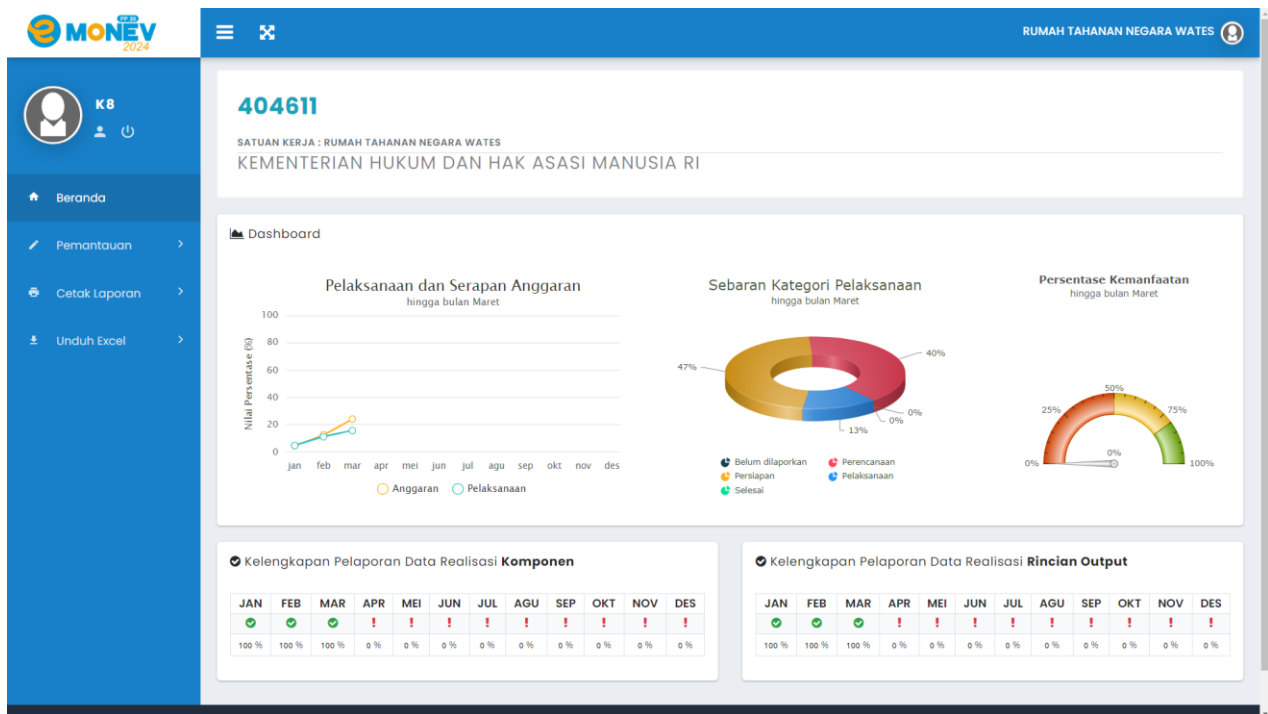 PP 39
e MONEV
2024
RUMAH TAHANAN NEGARA WATES
K8
Beranda
Pemantauan
Cetak Laporan
Unduh Excel
404611
SATUAN KERJA : RUMAH TAHANAN NEGARA WATES
KEMENTERIAN HUKUM DAN HAK ASASI MANUSIA RI
Dashboard
Pelaksanaan dan Serapan Anggaran
hingga bulan Maret
Nilai Persentase (%)
100
80
60
40
20
0
jan feb mar apr mei jun jul agu sep okt nov des
Anggaran Pelaksanaan
Sebaran Kategori Pelaksanaan
hingga bulan Maret
47%
40%
0%
0%
13%
Belum dilaporkan Perencanaan
Persiapan Pelaksanaan
Selesai
Persentase Kemanfaatan
hingga bulan Maret
50%
25% 75%
0%
0% 100%
Kelengkapan Pelaporan Data Realisasi Komponen
JAN FEB MAR APR MEI JUN JUL AGU SEP OKT NOV DES
! ! ! ! ! ! ! ! !
100 % 100 % 100 % 0 % 0 % 0 % 0 % 0 % 0 % 0 % 0 % 0 %
Kelengkapan Pelaporan Data Realisasi Rincian Output
JAN FEB MAR APR MEI JUN JUL AGU SEP OKT NOV DES
! ! ! ! ! ! ! ! !
100 % 100 % 100 % 0 % 0 % 0 % 0 % 0 % 0 % 0 % 0 % 0 %